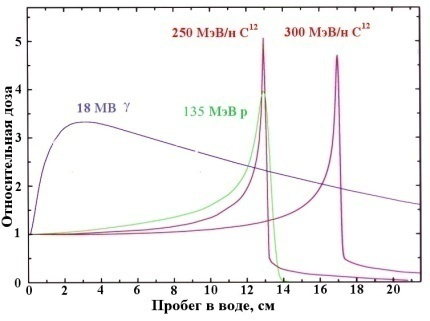 250 МэВ/н C¹² 300 МэВ/н C¹²
18 МВ γ
135 МэВ p
Относительная доза
5
4
3
2
1
0
0 2 4 6 8 10 12 14 16 18 20
Пробег в воде, см